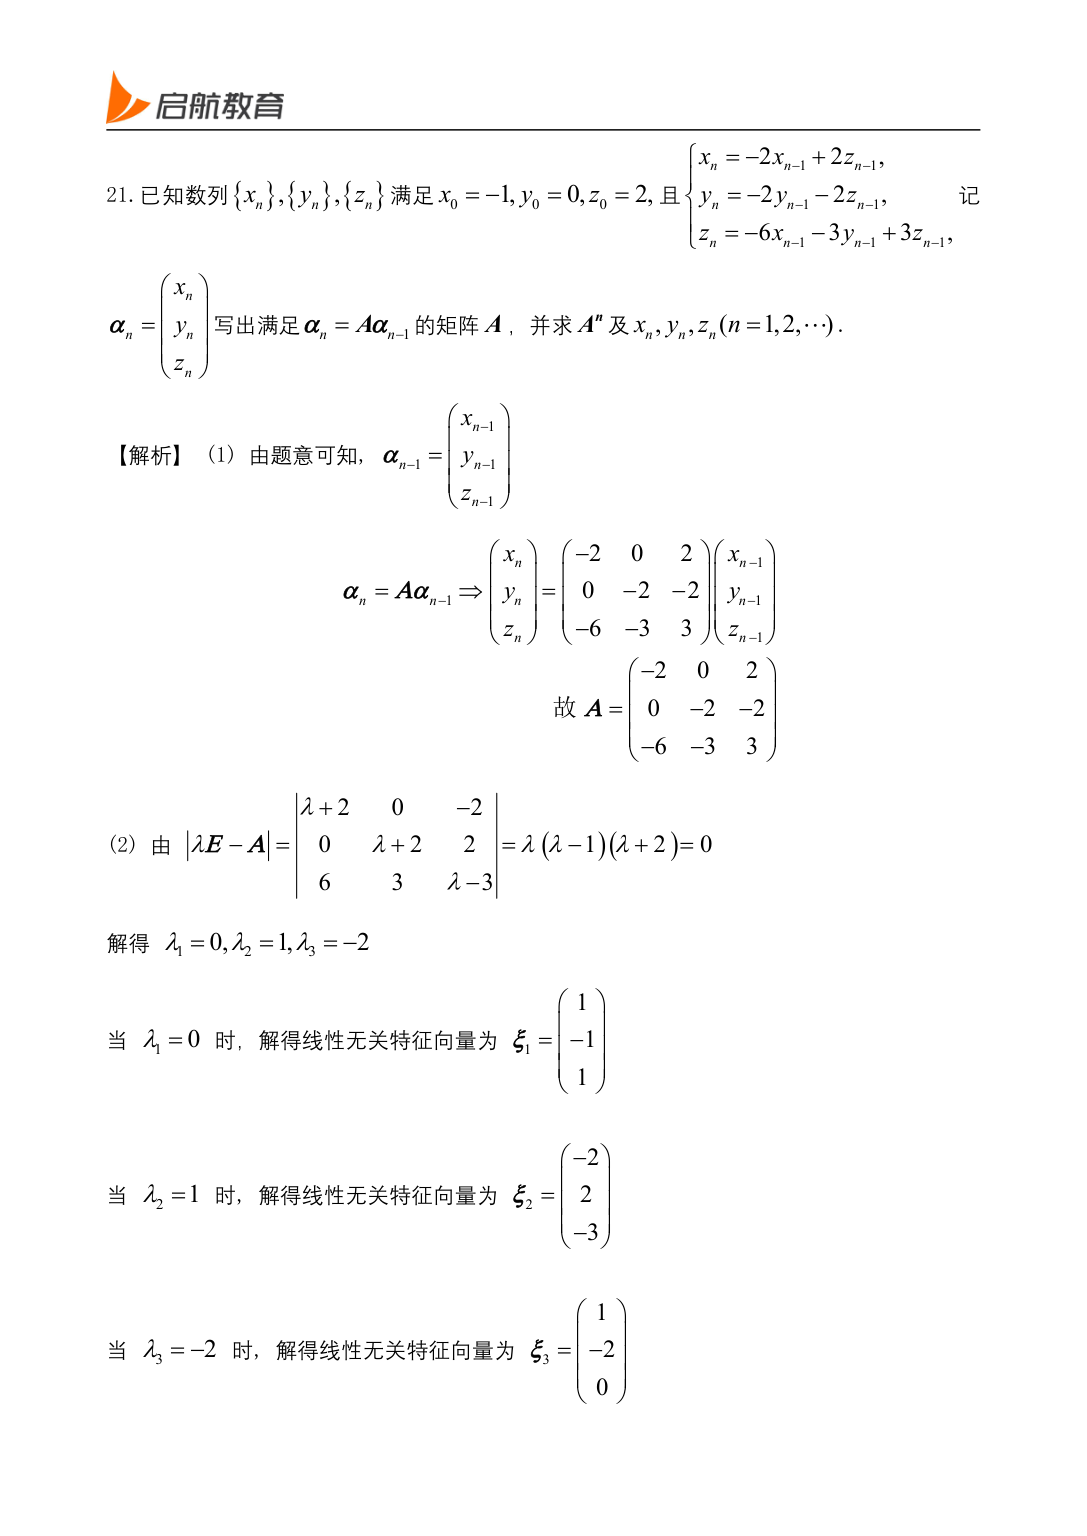 启航教育
21.已知数列{xₙ},{yₙ},{zₙ}满足x₀=−1,y₀=0,z₀=2,且{xₙ=−2xₙ₋₁+2zₙ₋₁, yₙ=−2yₙ₋₁−2zₙ₋₁, zₙ=−6xₙ₋₁−3yₙ₋₁+3zₙ₋₁, 记
αₙ=(xₙ yₙ zₙ)写出满足αₙ=Aαₙ₋₁的矩阵A,并求Aⁿ及xₙ,yₙ,zₙ(n=1,2,⋯).
【解析】(1)由题意可知,αₙ₋₁=(xₙ₋₁ yₙ₋₁ zₙ₋₁)
αₙ=Aαₙ₋₁⇒(xₙ yₙ zₙ)=(−2 0 2 0 −2 −2 −6 −3 3)(xₙ₋₁ yₙ₋₁ zₙ₋₁)
故A=(−2 0 2 0 −2 −2 −6 −3 3)
(2)由|λE−A|=|λ+2 0 −2 0 λ+2 2 6 3 λ−3|=λ(λ−1)(λ+2)=0
解得 λ₁=0,λ₂=1,λ₃=−2
当 λ₁=0 时,解得线性无关特征向量为 ξ₁=(1 −1 1)
当 λ₂=1 时,解得线性无关特征向量为 ξ₂=(−2 2 −3)
当 λ₃=−2 时,解得线性无关特征向量为 ξ₃=(1 −2 0)